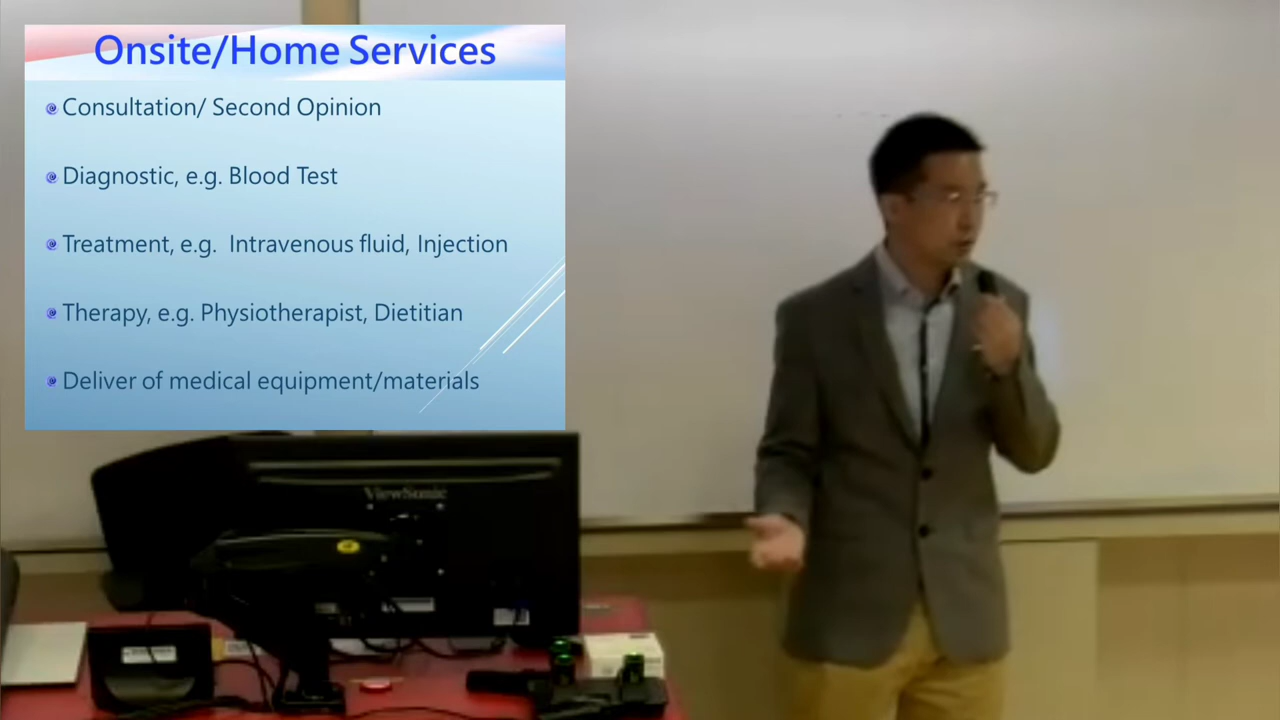 Onsite/Home Services
Consultation/ Second Opinion
Diagnostic, e.g. Blood Test
Treatment, e.g. Intravenous fluid, Injection
Therapy, e.g. Physiotherapist, Dietitian
Deliver of medical equipment/materials
ViewSonic